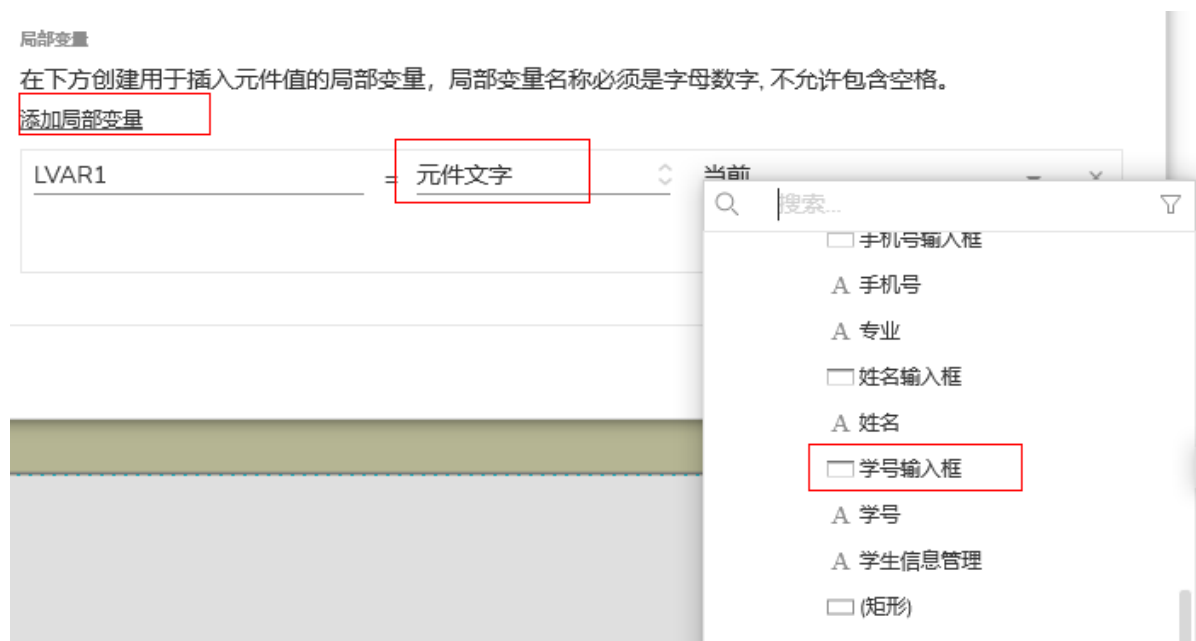 局部变量
在下方创建用于插入元件值的局部变量，局部变量名称必须是字母数字, 不允许包含空格。
添加局部变量
LVAR1 = 元件文字 当前
搜索...
手机号输入框
A 手机号
A 专业
姓名输入框
A 姓名
学号输入框
A 学号
A 学生信息管理
(矩形)